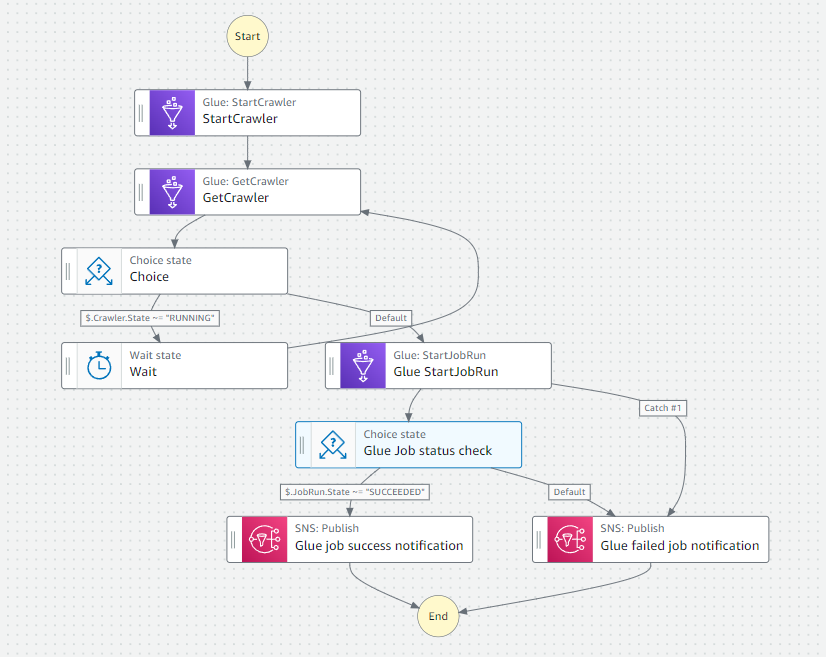 Start
Glue: StartCrawler
StartCrawler
Glue: GetCrawler
GetCrawler
Choice state
Choice
$.Crawler.State ~= "RUNNING"
Default
Wait state
Wait
Glue: StartJobRun
Glue StartJobRun
Catch #1
Choice state
Glue Job status check
$.JobRun.State ~= "SUCCEEDED"
Default
SNS: Publish
Glue job success notification
SNS: Publish
Glue failed job notification
End